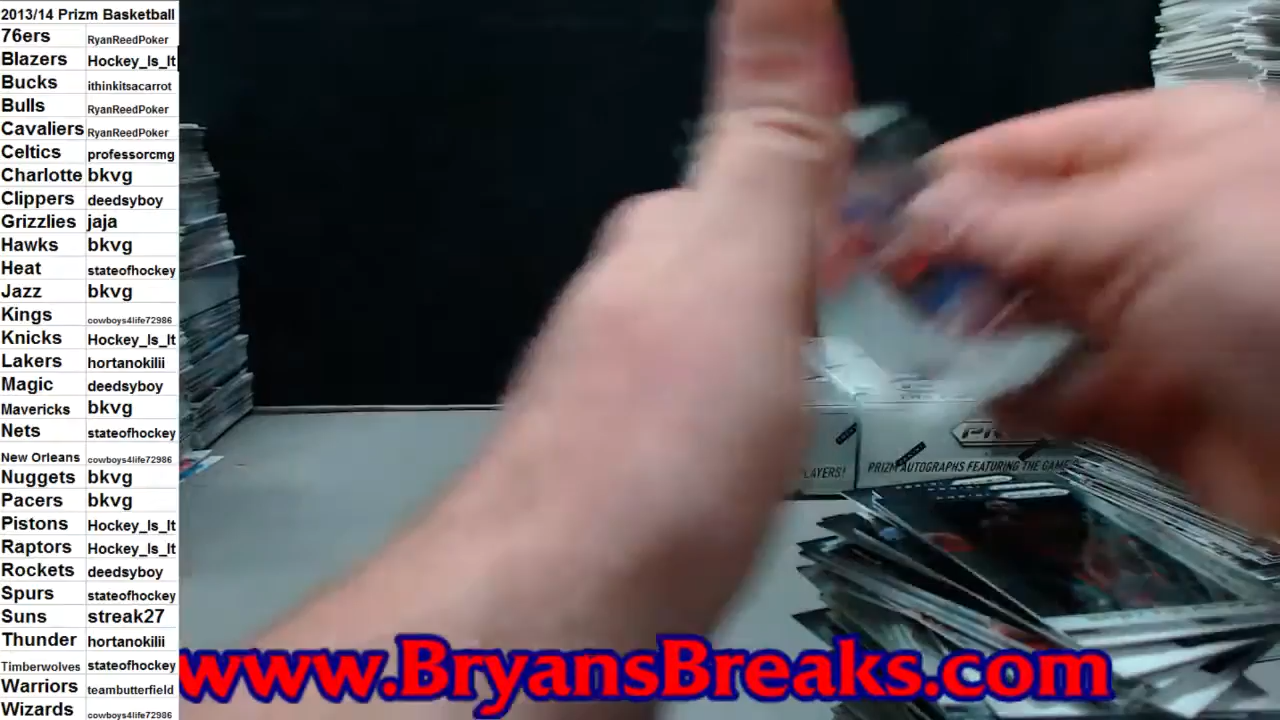 2013/14 Prizm Basketball
76ers RyanReedPoker
Blazers Hockey_Is_It
Bucks ithinkitsacarrot
Bulls RyanReedPoker
Cavaliers RyanReedPoker
Celtics professorcmg
Charlotte bkvg
Clippers deedsyboy
Grizzlies jaja
Hawks bkvg
Heat stateofhockey
Jazz bkvg
Kings cowboys4life72986
Knicks Hockey_Is_It
Lakers hortanokilii
Magic deedsyboy
Mavericks bkvg
Nets stateofhockey
New Orleans cowboys4life72986
Nuggets bkvg
Pacers bkvg
Pistons Hockey_Is_It
Raptors Hockey_Is_It
Rockets deedsyboy
Spurs stateofhockey
Suns streak27
Thunder hortanokilii
Timberwolves stateofhockey
Warriors teambutterfield
Wizards cowboys4life72986
LAYERS!
PRIZM AUTOGRAPHS FEATURING THE GAME
www.BryansBreaks.com